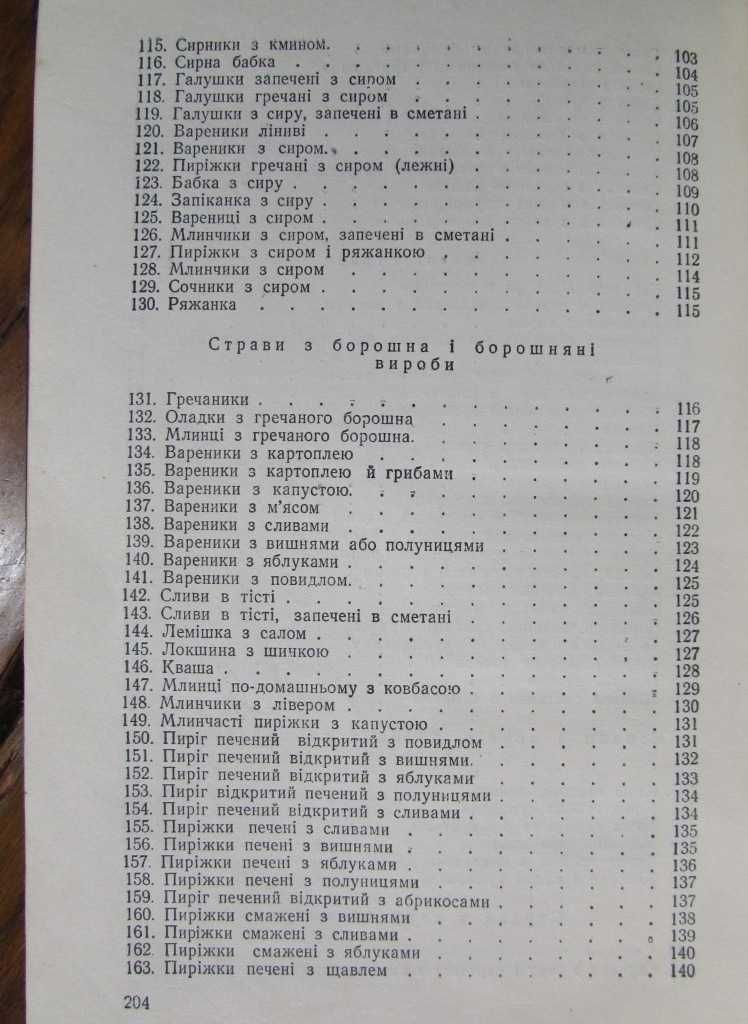 115. Сирники з кмином. . . . . . . . . . . . 103
116. Сирна бабка . . . . . . . . . . . . . 104
117. Галушки запечені з сиром . . . . . . . . . 105
118. Галушки гречані з сиром . . . . . . . . . 105
119. Галушки з сиру, запечені в сметані . . . . . . . 106
120. Вареники ліниві . . . . . . . . . . . . 107
121. Вареники з сиром. . . . . . . . . . . . 108
122. Пиріжки гречані з сиром (лежні) . . . . . . . 108
123. Бабка з сиру . . . . . . . . . . . . . 109
124. Запіканка з сиру . . . . . . . . . . . . 110
125. Варениці з сиром . . . . . . . . . . . . 111
126. Млинчики з сиром, запечені в сметані . . . . . . 111
127. Пиріжки з сиром і ряжанкою . . . . . . . . 112
128. Млинчики з сиром . . . . . . . . . . . 114
129. Сочники з сиром . . . . . . . . . . . . 115
130. Ряжанка . . . . . . . . . . . . . . 115
Страви з борошна і борошняні
вироби
131. Гречаники . . . . . . . . . . . . . . 116
132. Оладки з гречаного борошна . . . . . . . . 117
133. Млинці з гречаного борошна. . . . . . . . . 118
134. Вареники з картоплею . . . . . . . . . . 118
135. Вареники з картоплею й грибами . . . . . . . 119
136. Вареники з капустою. . . . . . . . . . . 120
137. Вареники з м’ясом . . . . . . . . . . . 121
138. Вареники з сливами . . . . . . . . . . . 122
139. Вареники з вишнями або полуницями . . . . . . 123
140. Вареники з яблуками . . . . . . . . . . . 124
141. Вареники з повидлом. . . . . . . . . . . 125
142. Сливи в тісті . . . . . . . . . . . . . 125
143. Сливи в тісті, запечені в сметані . . . . . . . 126
144. Лемішка з салом . . . . . . . . . . . . 127
145. Локшина з шинкою . . . . . . . . . . . 127
146. Кваша . . . . . . . . . . . . . . . 128
147. Млинці по-домашньому з ковбасою . . . . . . . 129
148. Млинчики з лівером . . . . . . . . . . . 130
149. Млинчасті пиріжки з капустою . . . . . . . . 131
150. Пиріг печений відкритий з повидлом . . . . . . 131
151. Пиріг печений відкритий з вишнями. . . . . . . 132
152. Пиріг печений відкритий з яблуками . . . . . . 133
153. Пиріг відкритий печений з полуницями . . . . . . 134
154. Пиріг печений відкритий з сливами . . . . . . . 134
155. Пиріжки печені з сливами . . . . . . . . . 135
156. Пиріжки печені з вишнями . . . . . . . . . 135
157. Пиріжки печені з яблуками . . . . . . . . . 136
158. Пиріжки печені з полуницями . . . . . . . . 137
159. Пиріг печений відкритий з абрикосами . . . . . . 137
160. Пиріжки смажені з вишнями . . . . . . . . 138
161. Пиріжки смажені з сливами . . . . . . . . . 139
162. Пиріжки смажені з яблуками . . . . . . . . 140
163. Пиріжки печені з щавлем . . . . . . . . . 140
204